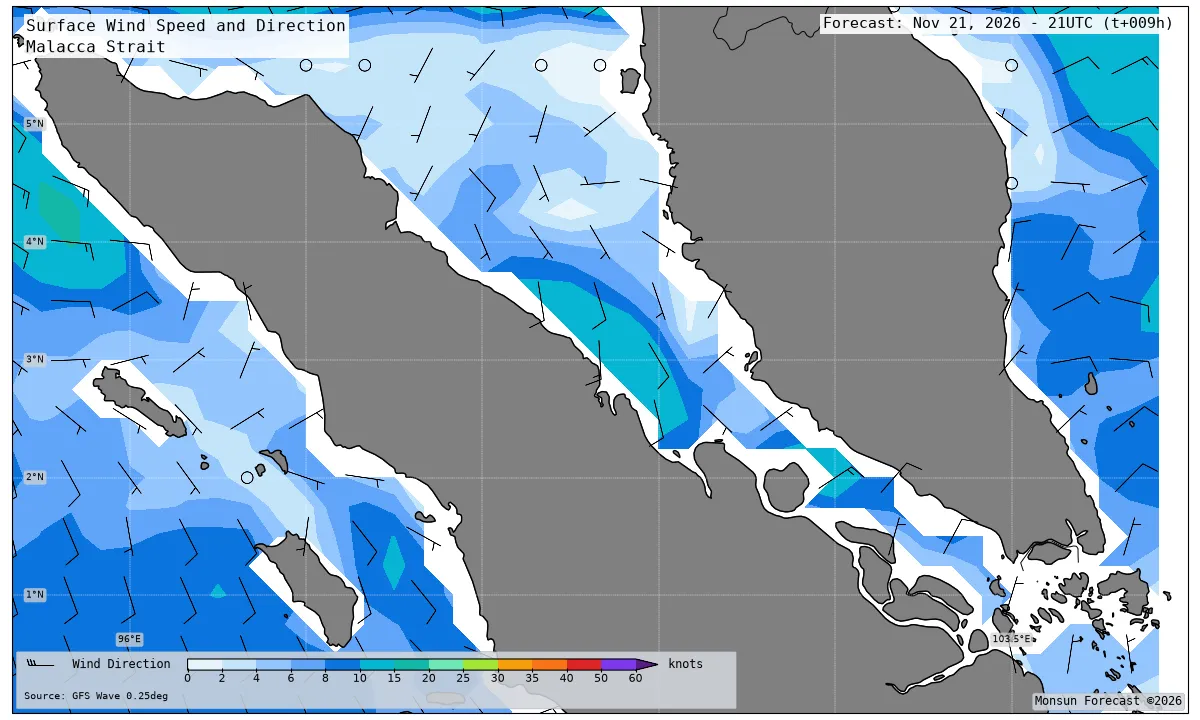 Surface Wind Speed and Direction
Malacca Strait
Forecast: Nov 21, 2026 - 21UTC (t+009h)
5°N
4°N
3°N
2°N
1°N
96°E
103.5°E
Wind Direction
0 2 4 6 8 10 15 20 25 30 35 40 50 60
knots
Source: GFS Wave 0.25deg
Monsun Forecast ©2026